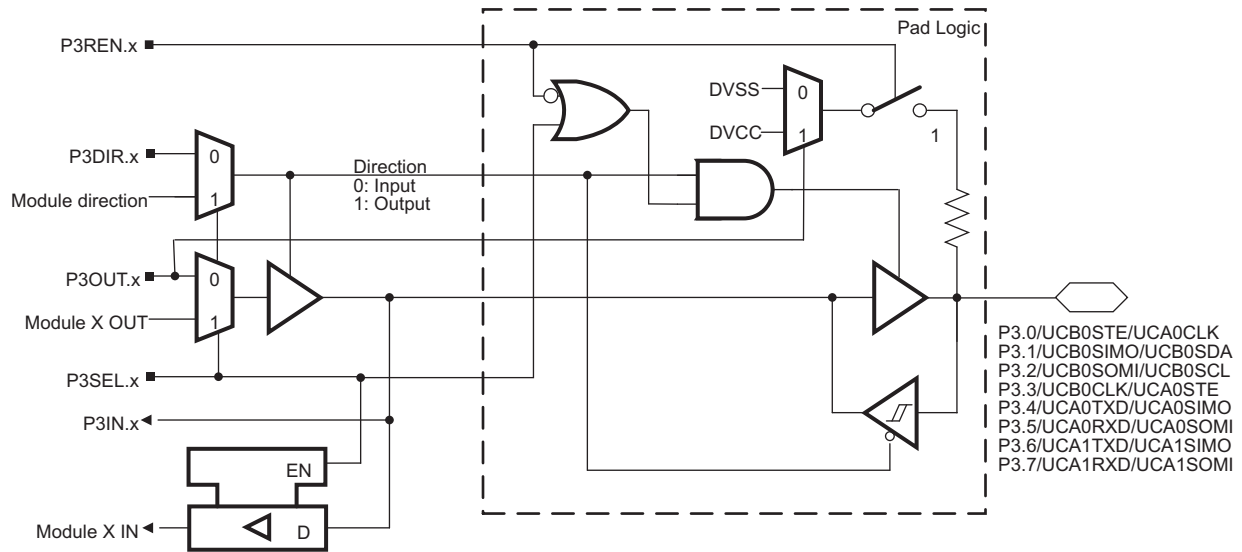 Pad Logic
P3REN.x
DVSS
0
DVCC
1
1
P3DIR.x
0
Module direction
1
Direction
0: Input
1: Output
P3OUT.x
0
Module X OUT
1
P3SEL.x
P3IN.x
EN
Module X IN
D
P3.0/UCB0STE/UCA0CLK
P3.1/UCB0SIMO/UCB0SDA
P3.2/UCB0SOMI/UCB0SCL
P3.3/UCB0CLK/UCA0STE
P3.4/UCA0TXD/UCA0SIMO
P3.5/UCA0RXD/UCA0SOMI
P3.6/UCA1TXD/UCA1SIMO
P3.7/UCA1RXD/UCA1SOMI